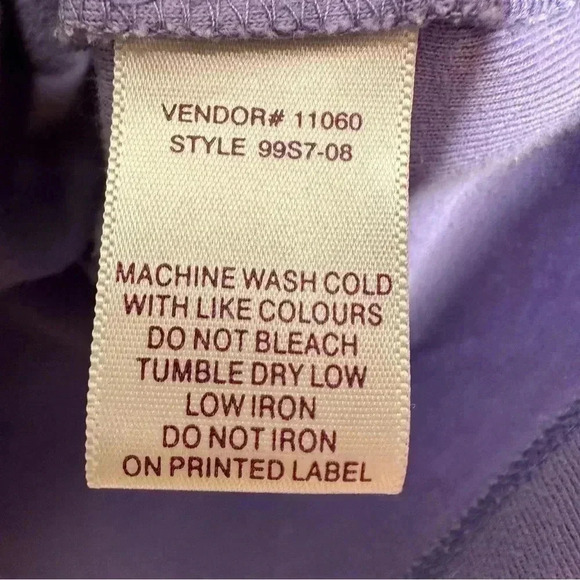 VENDOR# 11060
STYLE 99S7-08
MACHINE WASH COLD
WITH LIKE COLOURS
DO NOT BLEACH
TUMBLE DRY LOW
LOW IRON
DO NOT IRON
ON PRINTED LABEL